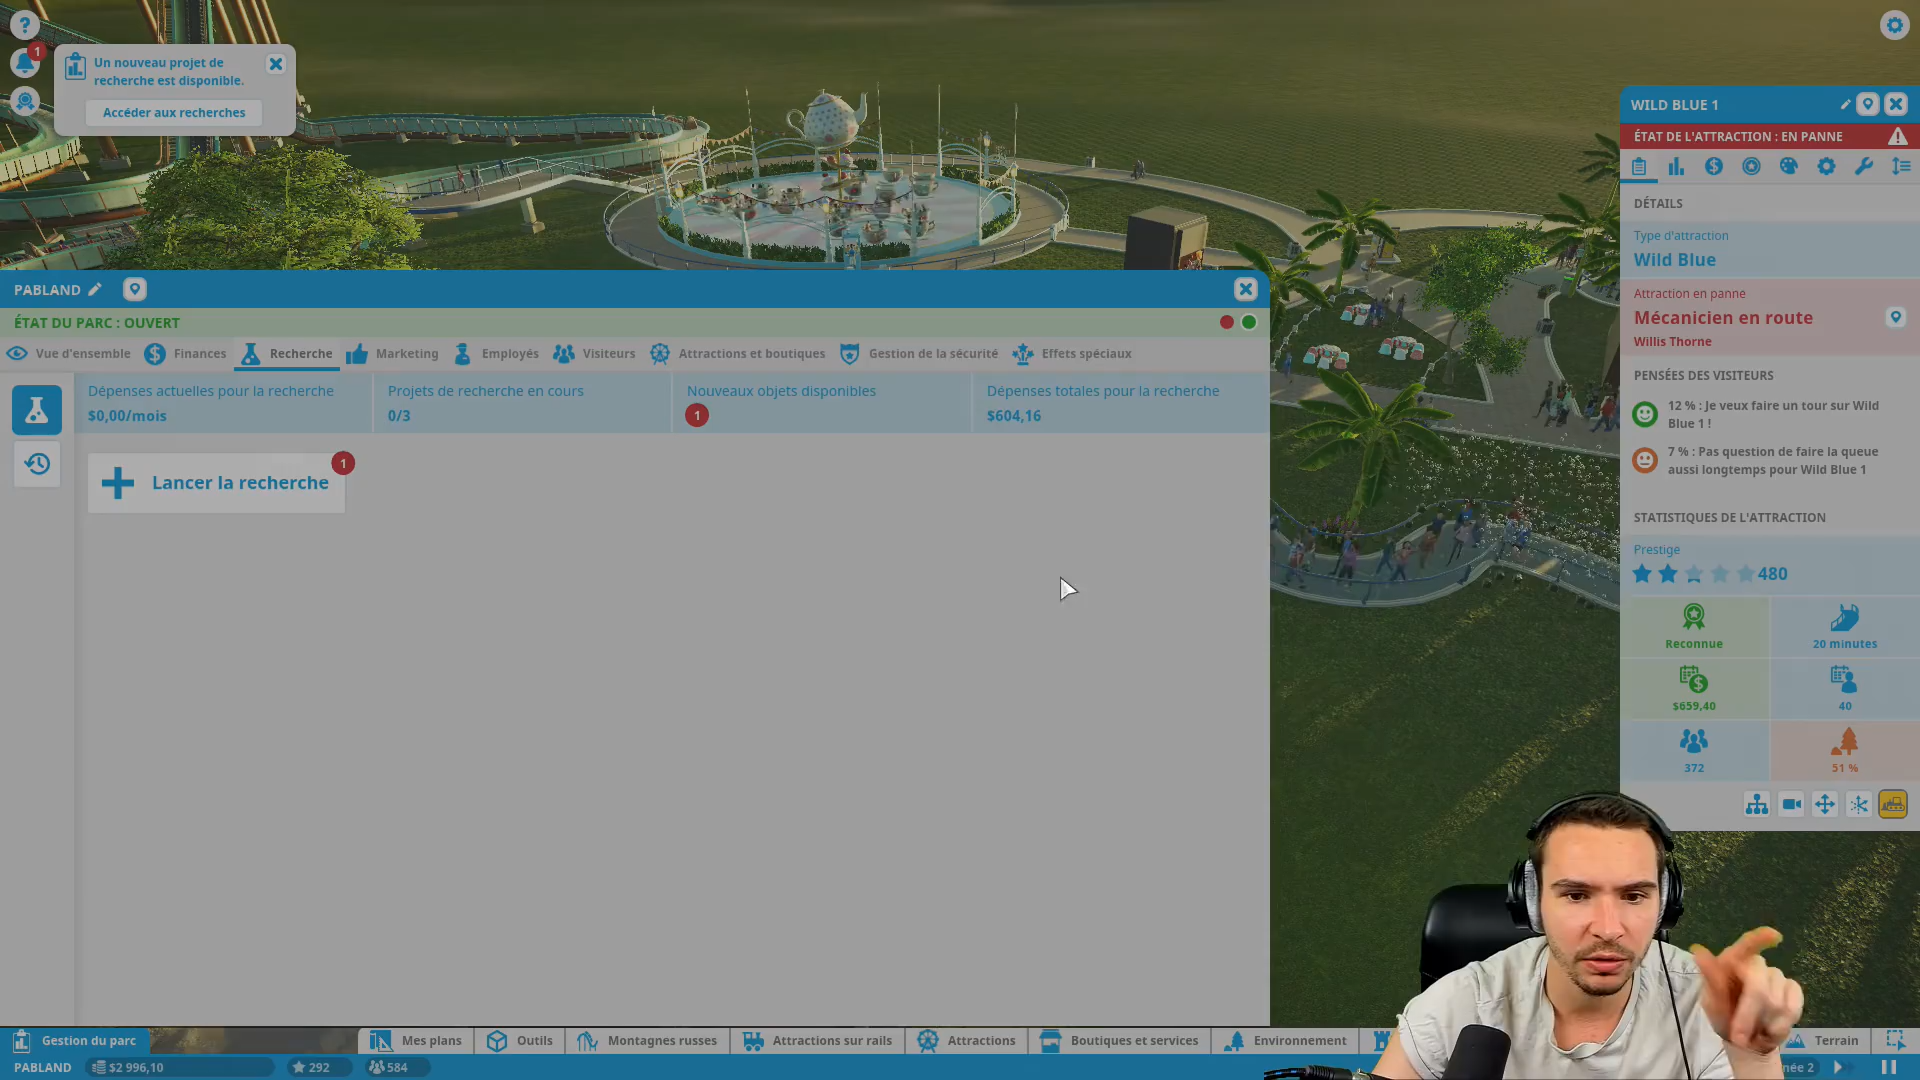 ?
1
Un nouveau projet de
recherche est disponible.
Accéder aux recherches
WILD BLUE 1
ÉTAT DE L'ATTRACTION : EN PANNE
DÉTAILS
Type d'attraction
Wild Blue
Attraction en panne
Mécanicien en route
Willis Thorne
PENSÉES DES VISITEURS
12 % : Je veux faire un tour sur Wild
Blue 1 !
7 % : Pas question de faire la queue
aussi longtemps pour Wild Blue 1
STATISTIQUES DE L'ATTRACTION
Prestige
480
Reconnue
20 minutes
$659,40
40
372
51 %
PABLAND
ÉTAT DU PARC : OUVERT
Vue d'ensemble
Finances
Recherche
Marketing
Employés
Visiteurs
Attractions et boutiques
Gestion de la sécurité
Effets spéciaux
Dépenses actuelles pour la recherche
$0,00/mois
Projets de recherche en cours
0/3
Nouveaux objets disponibles
1
Dépenses totales pour la recherche
$604,16
Lancer la recherche
1
Gestion du parc
Mes plans
Outils
Montagnes russes
Attractions sur rails
Attractions
Boutiques et services
Environnement
Terrain
PABLAND
$2 996,10
292
584
née 2